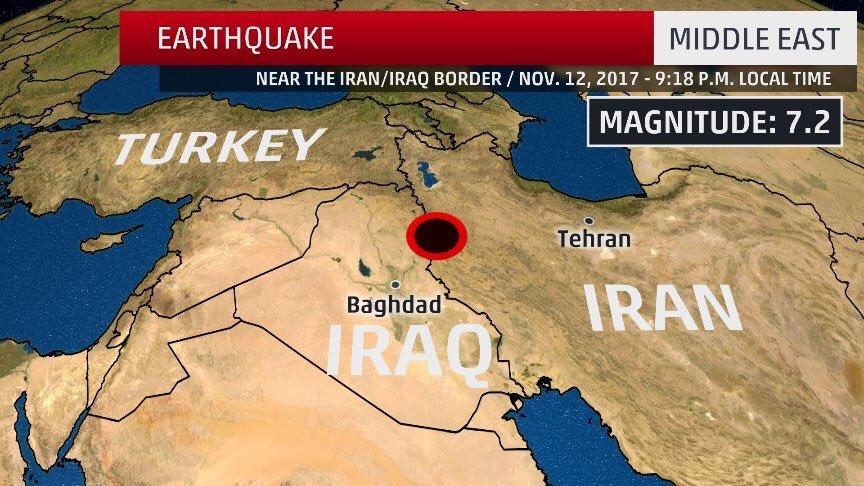 EARTHQUAKE
MIDDLE EAST
NEAR THE IRAN/IRAQ BORDER / NOV. 12, 2017 - 9:18 P.M. LOCAL TIME
MAGNITUDE: 7.2
TURKEY
Tehran
Baghdad
IRAN
IRAQ